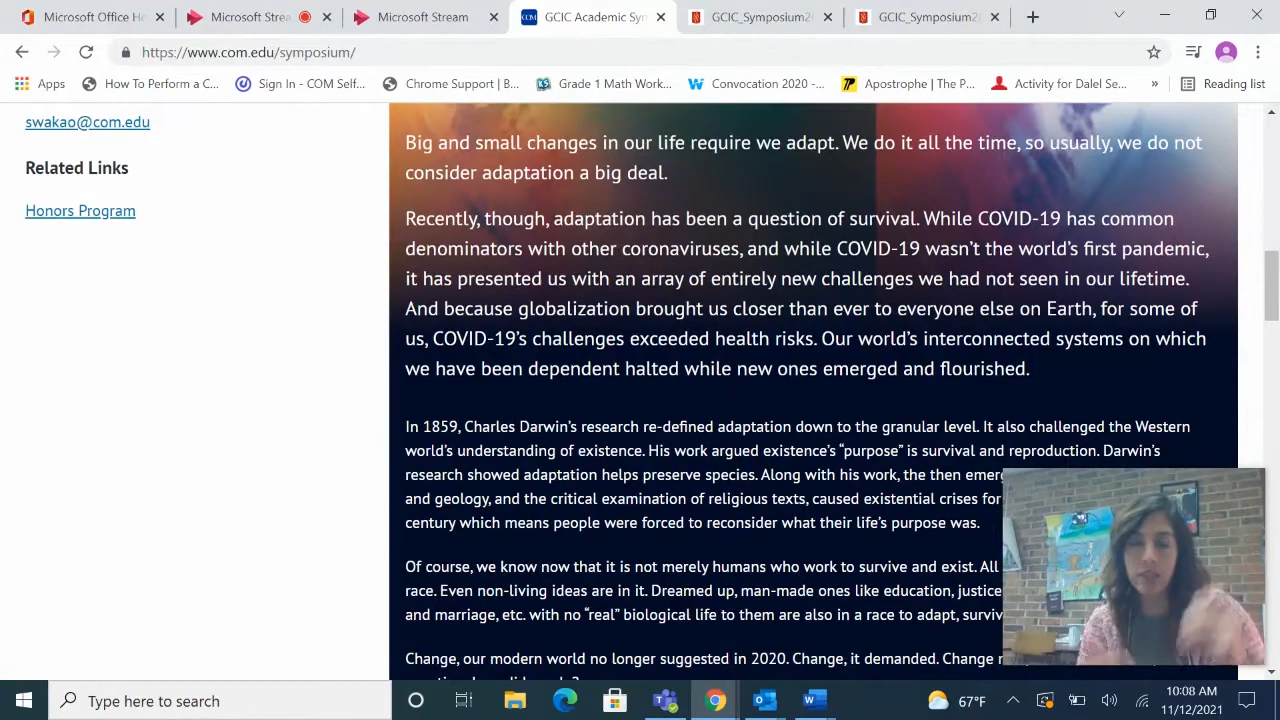 Microsoft Office Ho
Microsoft Stre
Microsoft Stream
GCIC Academic Sym
GCIC_Symposium20
GCIC_Symposium20
https://www.com.edu/symposium/
Apps
How To Perform a C...
Sign In - COM Self...
Chrome Support | B...
Grade 1 Math Work...
Convocation 2020 -...
Apostrophe | The P...
Activity for Dalel Se...
»
Reading list
swakao@com.edu
Related Links
Honors Program
Big and small changes in our life require we adapt. We do it all the time, so usually, we do not
consider adaptation a big deal.
Recently, though, adaptation has been a question of survival. While COVID-19 has common
denominators with other coronaviruses, and while COVID-19 wasn't the world's first pandemic,
it has presented us with an array of entirely new challenges we had not seen in our lifetime.
And because globalization brought us closer than ever to everyone else on Earth, for some of
us, COVID-19's challenges exceeded health risks. Our world's interconnected systems on which
we have been dependent halted while new ones emerged and flourished.
In 1859, Charles Darwin's research re-defined adaptation down to the granular level. It also challenged the Western
world's understanding of existence. His work argued existence's “purpose” is survival and reproduction. Darwin's
research showed adaptation helps preserve species. Along with his work, the then emerg
and geology, and the critical examination of religious texts, caused existential crises for
century which means people were forced to reconsider what their life's purpose was.
Of course, we know now that it is not merely humans who work to survive and exist. All
race. Even non-living ideas are in it. Dreamed up, man-made ones like education, justice
and marriage, etc. with no “real” biological life to them are also in a race to adapt, surviv
Change, our modern world no longer suggested in 2020. Change, it demanded. Change
Type here to search
67°F
10:08 AM
11/12/2021